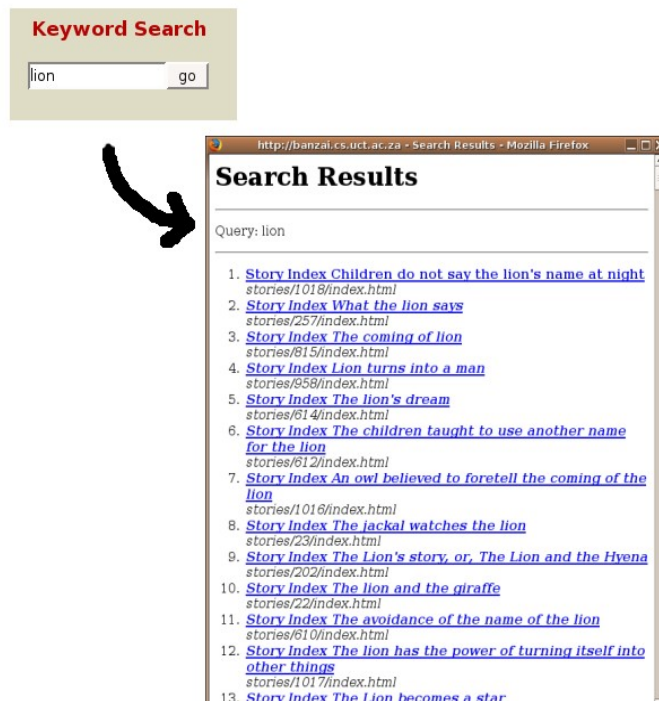 Keyword Search
lion
go
http://banzai.cs.uct.ac.za - Search Results - Mozilla Firefox
Search Results
Query: lion
1. Story Index Children do not say the lion's name at night
stories/1018/index.html
2. Story Index What the lion says
stories/257/index.html
3. Story Index The coming of lion
stories/815/index.html
4. Story Index Lion turns into a man
stories/958/index.html
5. Story Index The lion's dream
stories/614/index.html
6. Story Index The children taught to use another name
for the lion
stories/612/index.html
7. Story Index An owl believed to foretell the coming of the
lion
stories/1016/index.html
8. Story Index The jackal watches the lion
stories/23/index.html
9. Story Index The Lion's story, or, The Lion and the Hyena
stories/202/index.html
10. Story Index The lion and the giraffe
stories/22/index.html
11. Story Index The avoidance of the name of the lion
stories/610/index.html
12. Story Index The lion has the power of turning itself into
other things
stories/1017/index.html
13. Story Index The Lion becomes a star